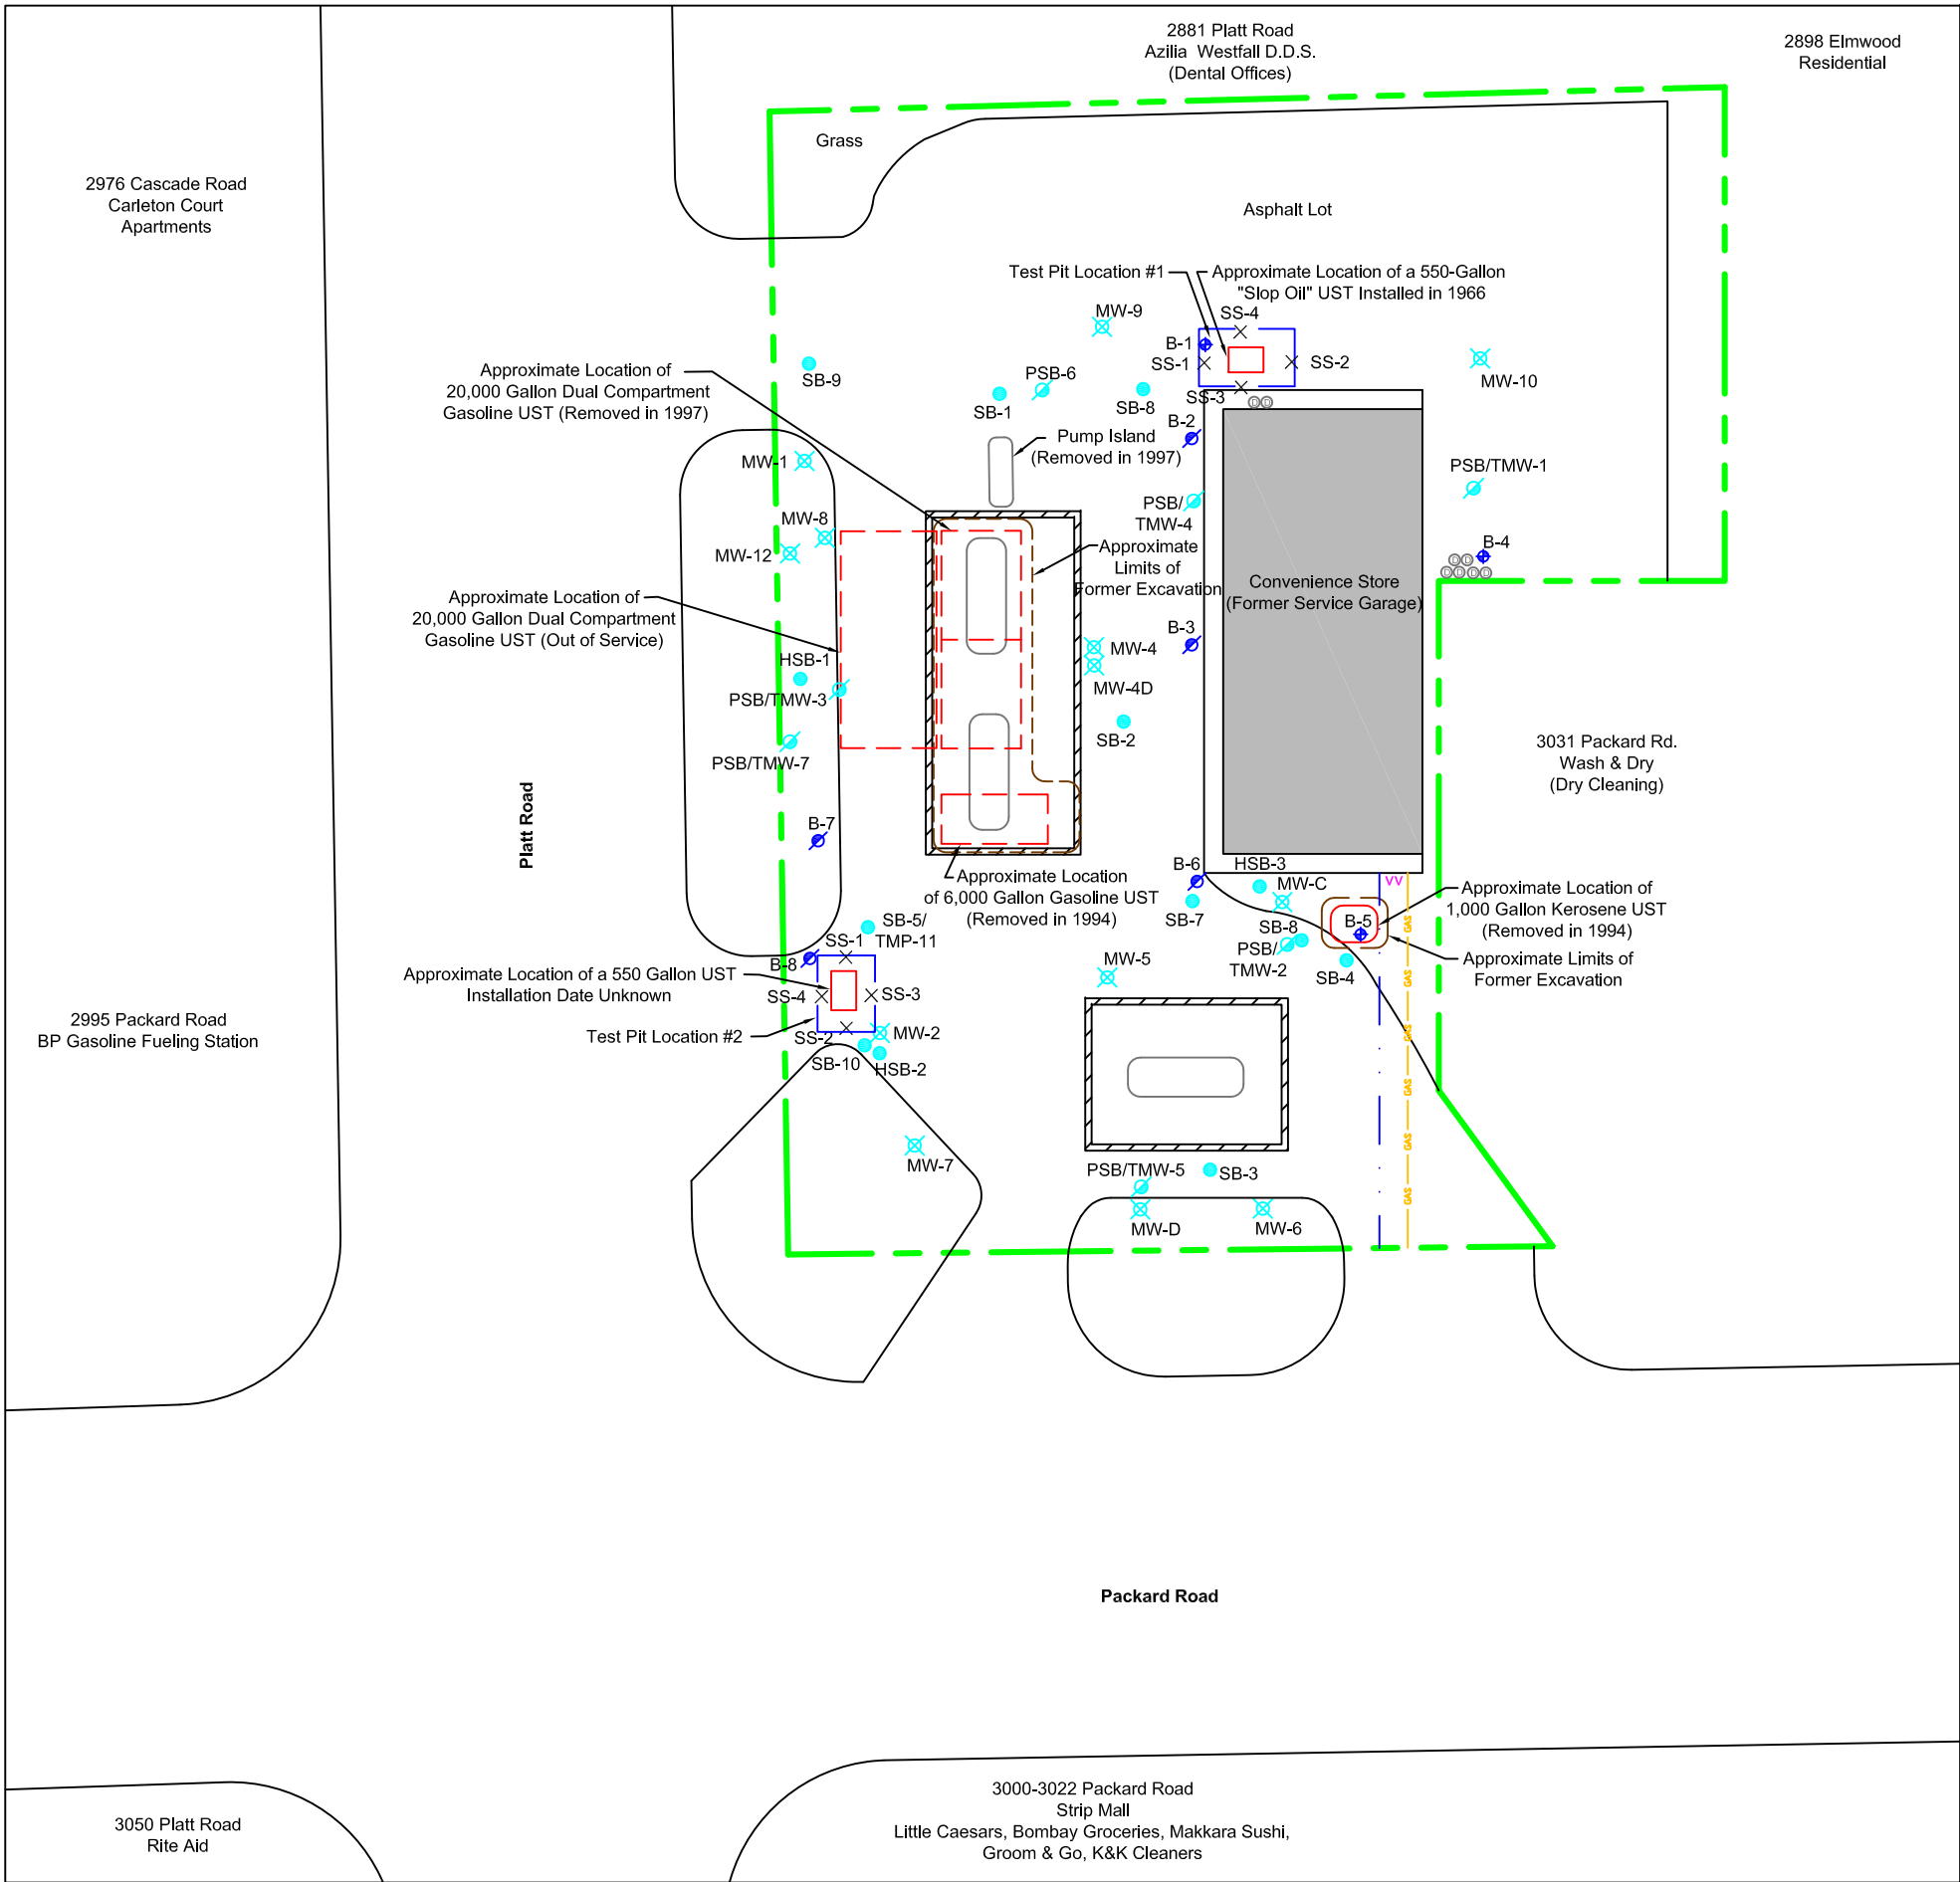 2881 Platt Road
Azilia Westfall D.D.S.
(Dental Offices)
2898 Elmwood
Residential
Grass
2976 Cascade Road
Carleton Court
Apartments
Asphalt Lot
Test Pit Location #1
Approximate Location of a 550-Gallon
"Slop Oil" UST Installed in 1966
MW-9
SS-4
B-1
SS-1
SS-2
MW-10
SB-9
Approximate Location of
20,000 Gallon Dual Compartment
Gasoline UST (Removed in 1997)
PSB-6
SB-1
SB-8
SS-3
B-2
Pump Island
(Removed in 1997)
MW-1
PSB/TMW-1
PSB/
TMW-4
MW-8
MW-12
Approximate
Limits of
Former Excavation
B-4
Convenience Store
(Former Service Garage)
Approximate Location of
20,000 Gallon Dual Compartment
Gasoline UST (Out of Service)
B-3
MW-4
HSB-1
MW-4D
PSB/TMW-3
SB-2
3031 Packard Rd.
Wash & Dry
(Dry Cleaning)
PSB/TMW-7
Platt Road
B-7
B-6
HSB-3
MW-C
VV
Approximate Location
of 6,000 Gallon Gasoline UST
(Removed in 1994)
Approximate Location of
1,000 Gallon Kerosene UST
(Removed in 1994)
SB-7
B-5
GAS
SB-5/
TMP-11
SB-8
PSB/
TMW-2
SB-4
Approximate Limits of
Former Excavation
SS-1
B-8
MW-5
Approximate Location of a 550 Gallon UST
Installation Date Unknown
SS-4
SS-3
2995 Packard Road
BP Gasoline Fueling Station
GAS
Test Pit Location #2
SS-2
MW-2
SB-10
HSB-2
GAS
GAS
MW-7
PSB/TMW-5
SB-3
GAS
MW-D
MW-6
Packard Road
3000-3022 Packard Road
Strip Mall
Little Caesars, Bombay Groceries, Makkara Sushi,
Groom & Go, K&K Cleaners
3050 Platt Road
Rite Aid